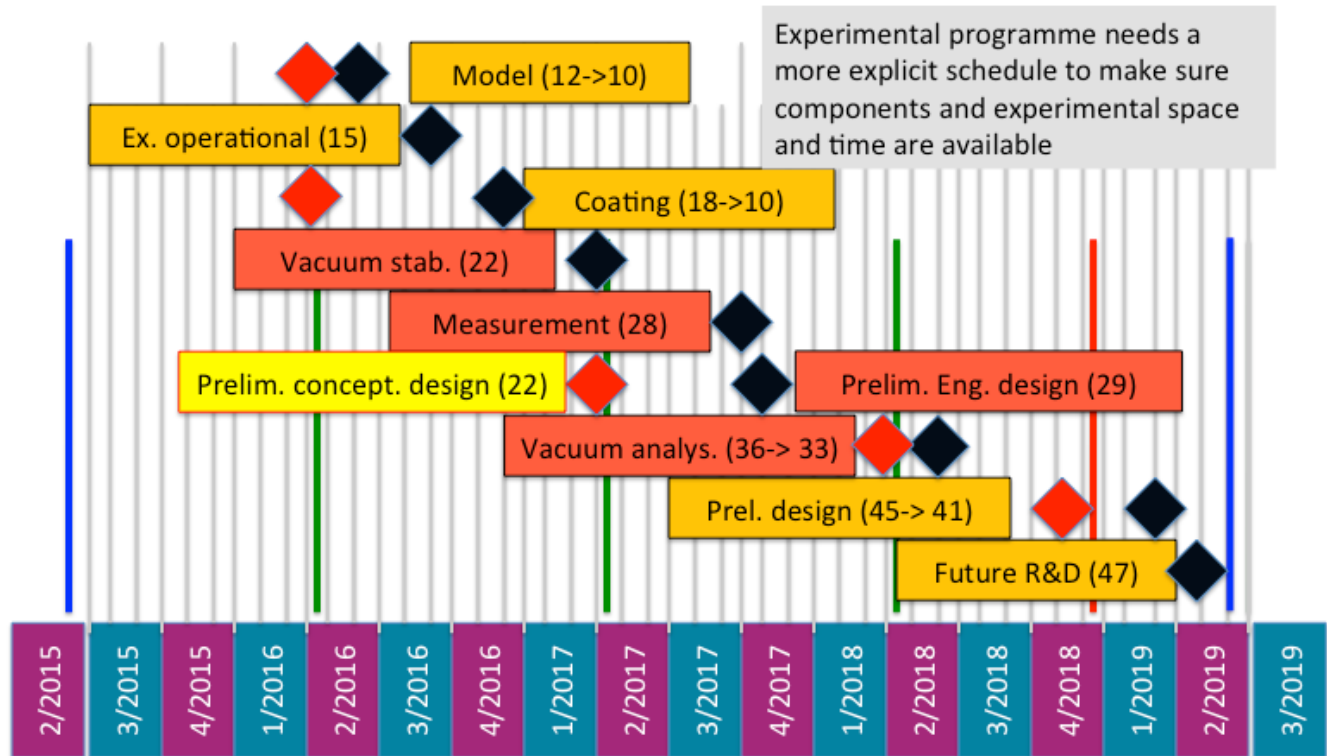 Experimental programme needs a
more explicit schedule to make sure
components and experimental space
and time are available
Model (12->10)
Ex. operational (15)
Coating (18->10)
Vacuum stab. (22)
Measurement (28)
Prelim. concept. design (22)
Prelim. Eng. design (29)
Vacuum analys. (36-> 33)
Prel. design (45-> 41)
Future R&D (47)
2/2015
3/2015
4/2015
1/2016
2/2016
3/2016
4/2016
1/2017
2/2017
3/2017
4/2017
1/2018
2/2018
3/2018
4/2018
1/2019
2/2019
3/2019